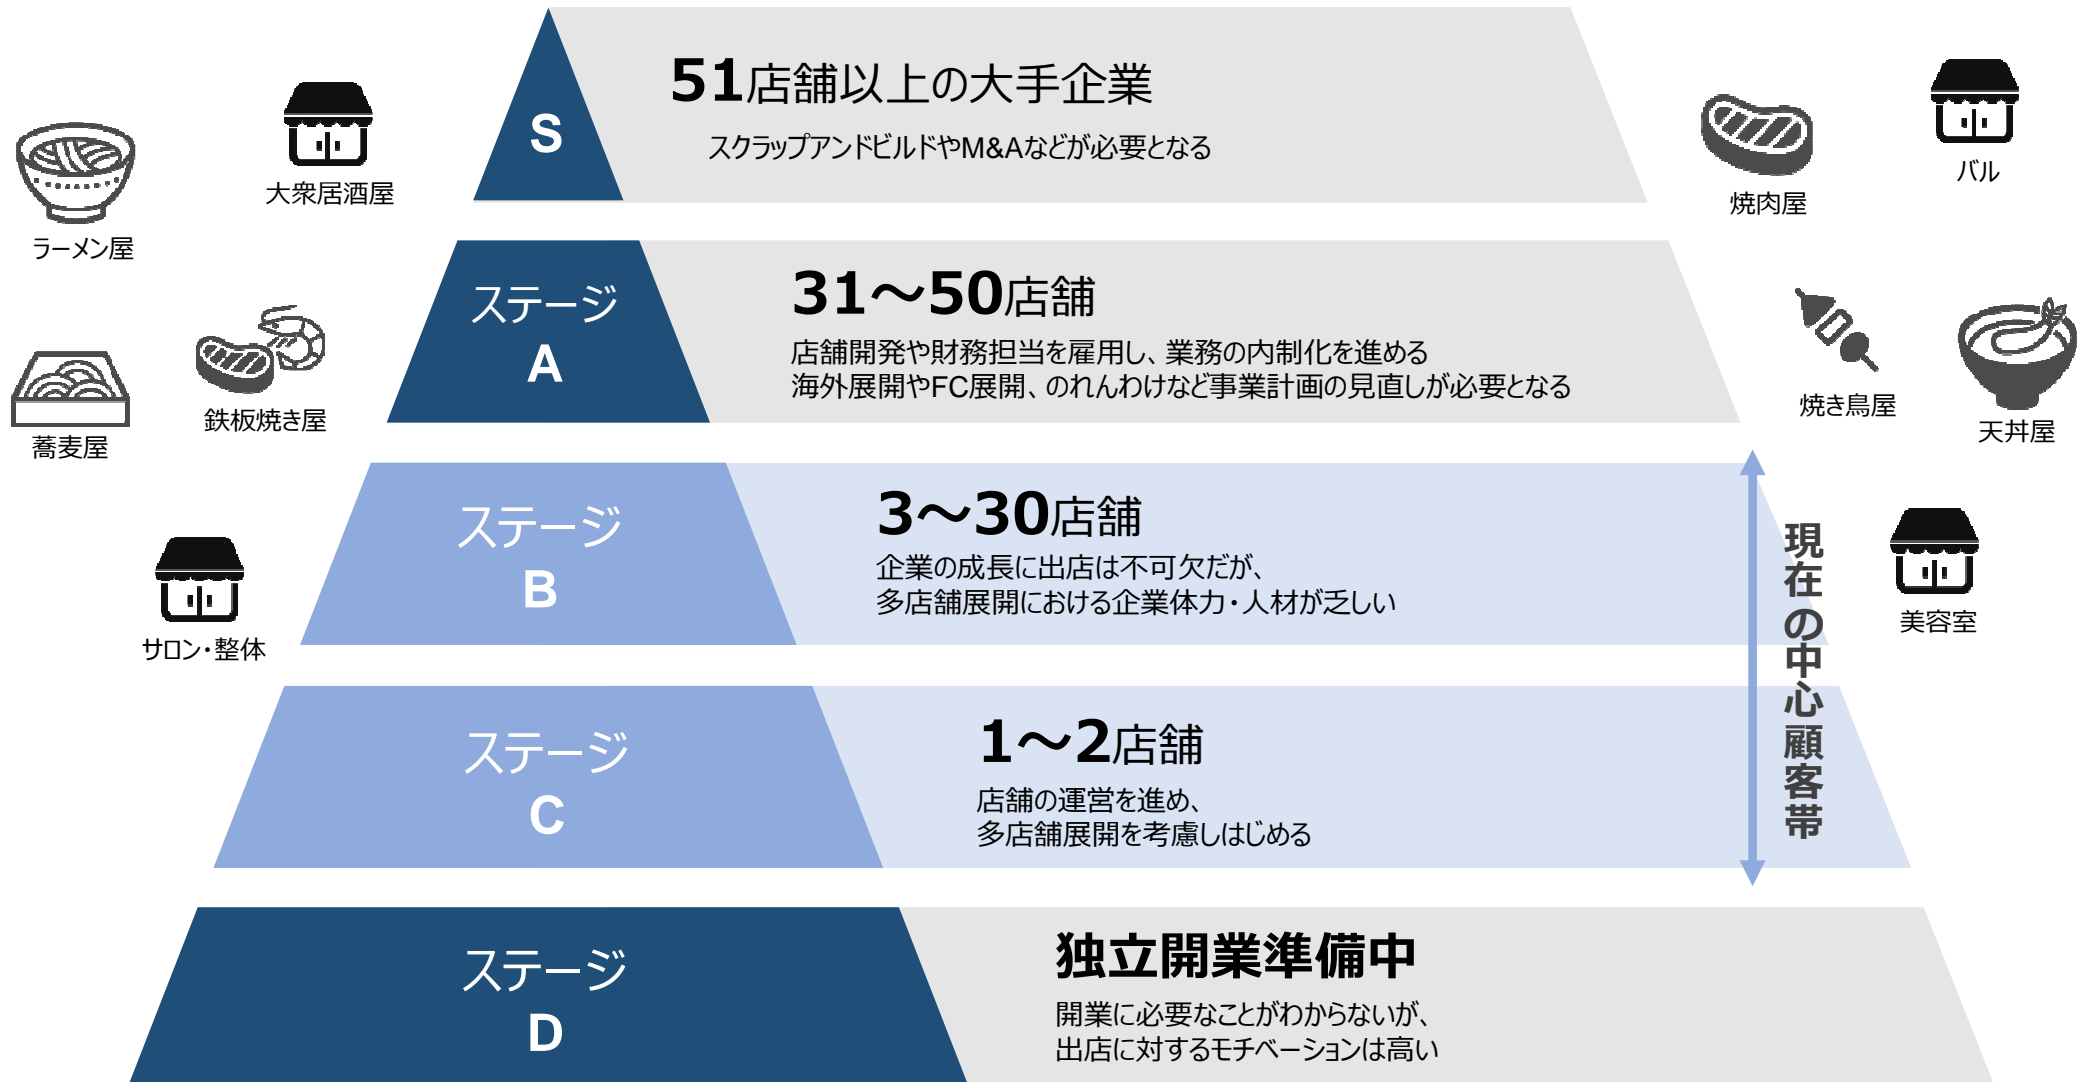 S
51店舗以上の大手企業
スクラップアンドビルドやM&Aなどが必要となる
ステージ
A
31～50店舗
店舗開発や財務担当を雇用し、業務の内制化を進める
海外展開やFC展開、のれんわけなど事業計画の見直しが必要となる
ステージ
B
3～30店舗
企業の成長に出店は不可欠だが、
多店舗展開における企業体力・人材が乏しい
ステージ
C
1～2店舗
店舗の運営を進め、
多店舗展開を考慮しはじめる
ステージ
D
独立開業準備中
開業に必要なことがわからないが、
出店に対するモチベーションは高い
現在の中心顧客帯
大衆居酒屋
ラーメン屋
鉄板焼き屋
蕎麦屋
サロン・整体
バル
焼肉屋
焼き鳥屋
天丼屋
美容室